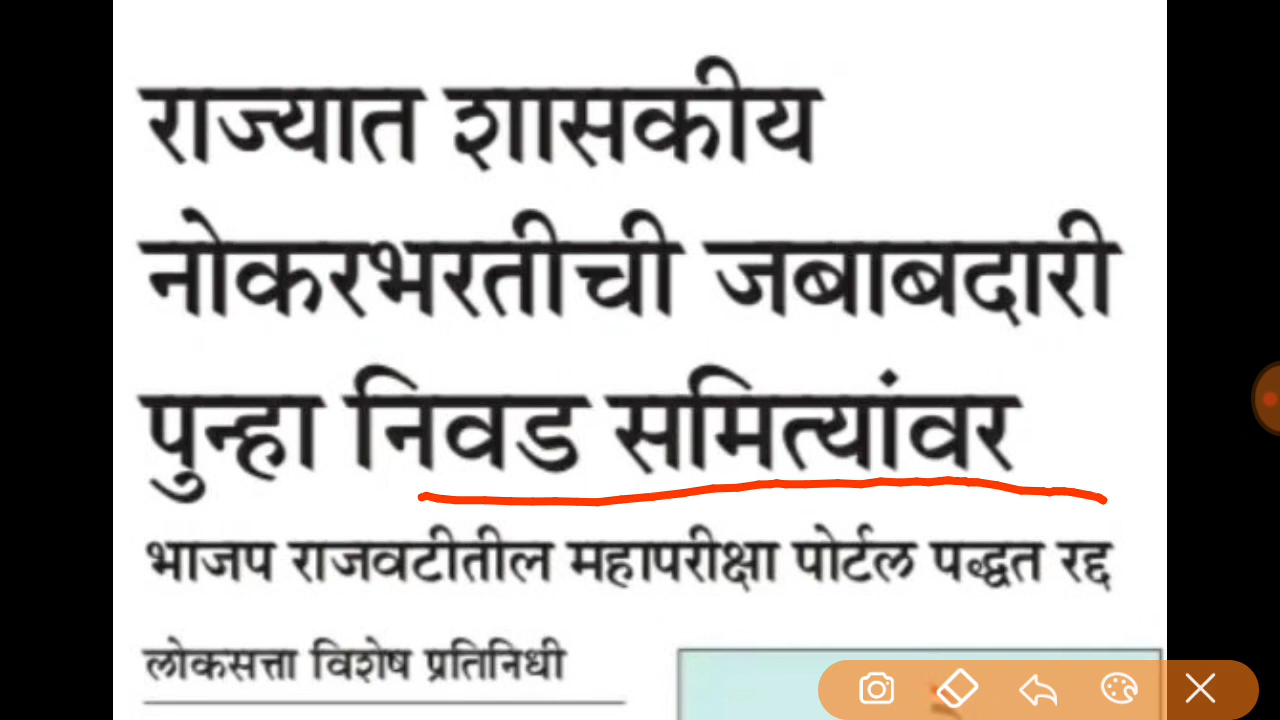 राज्यात शासकीय
नोकरभरतीची जबाबदारी
पुन्हा निवड समित्यांवर
भाजप राजवटीतील महापरीक्षा पोर्टल पद्धत रद्द
लोकसत्ता विशेष प्रतिनिधी